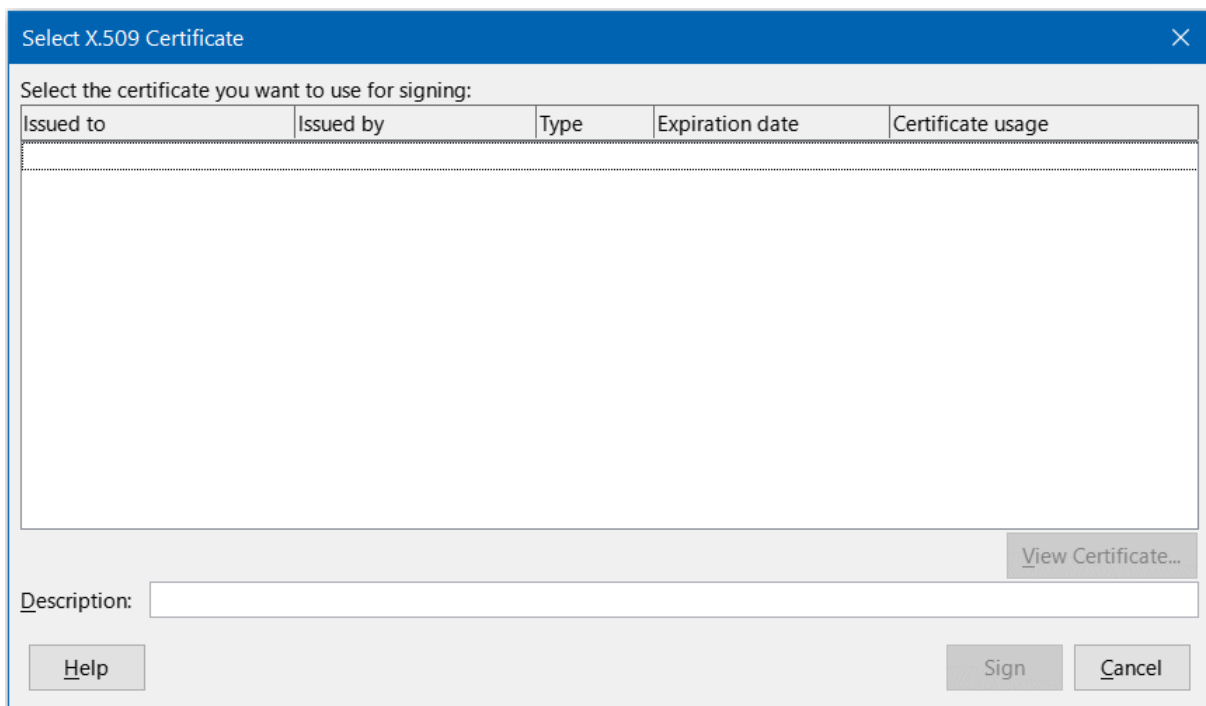 Select X.509 Certificate
Select the certificate you want to use for signing:
Issued to Issued by Type Expiration date Certificate usage
View Certificate...
Description:
Help Sign Cancel